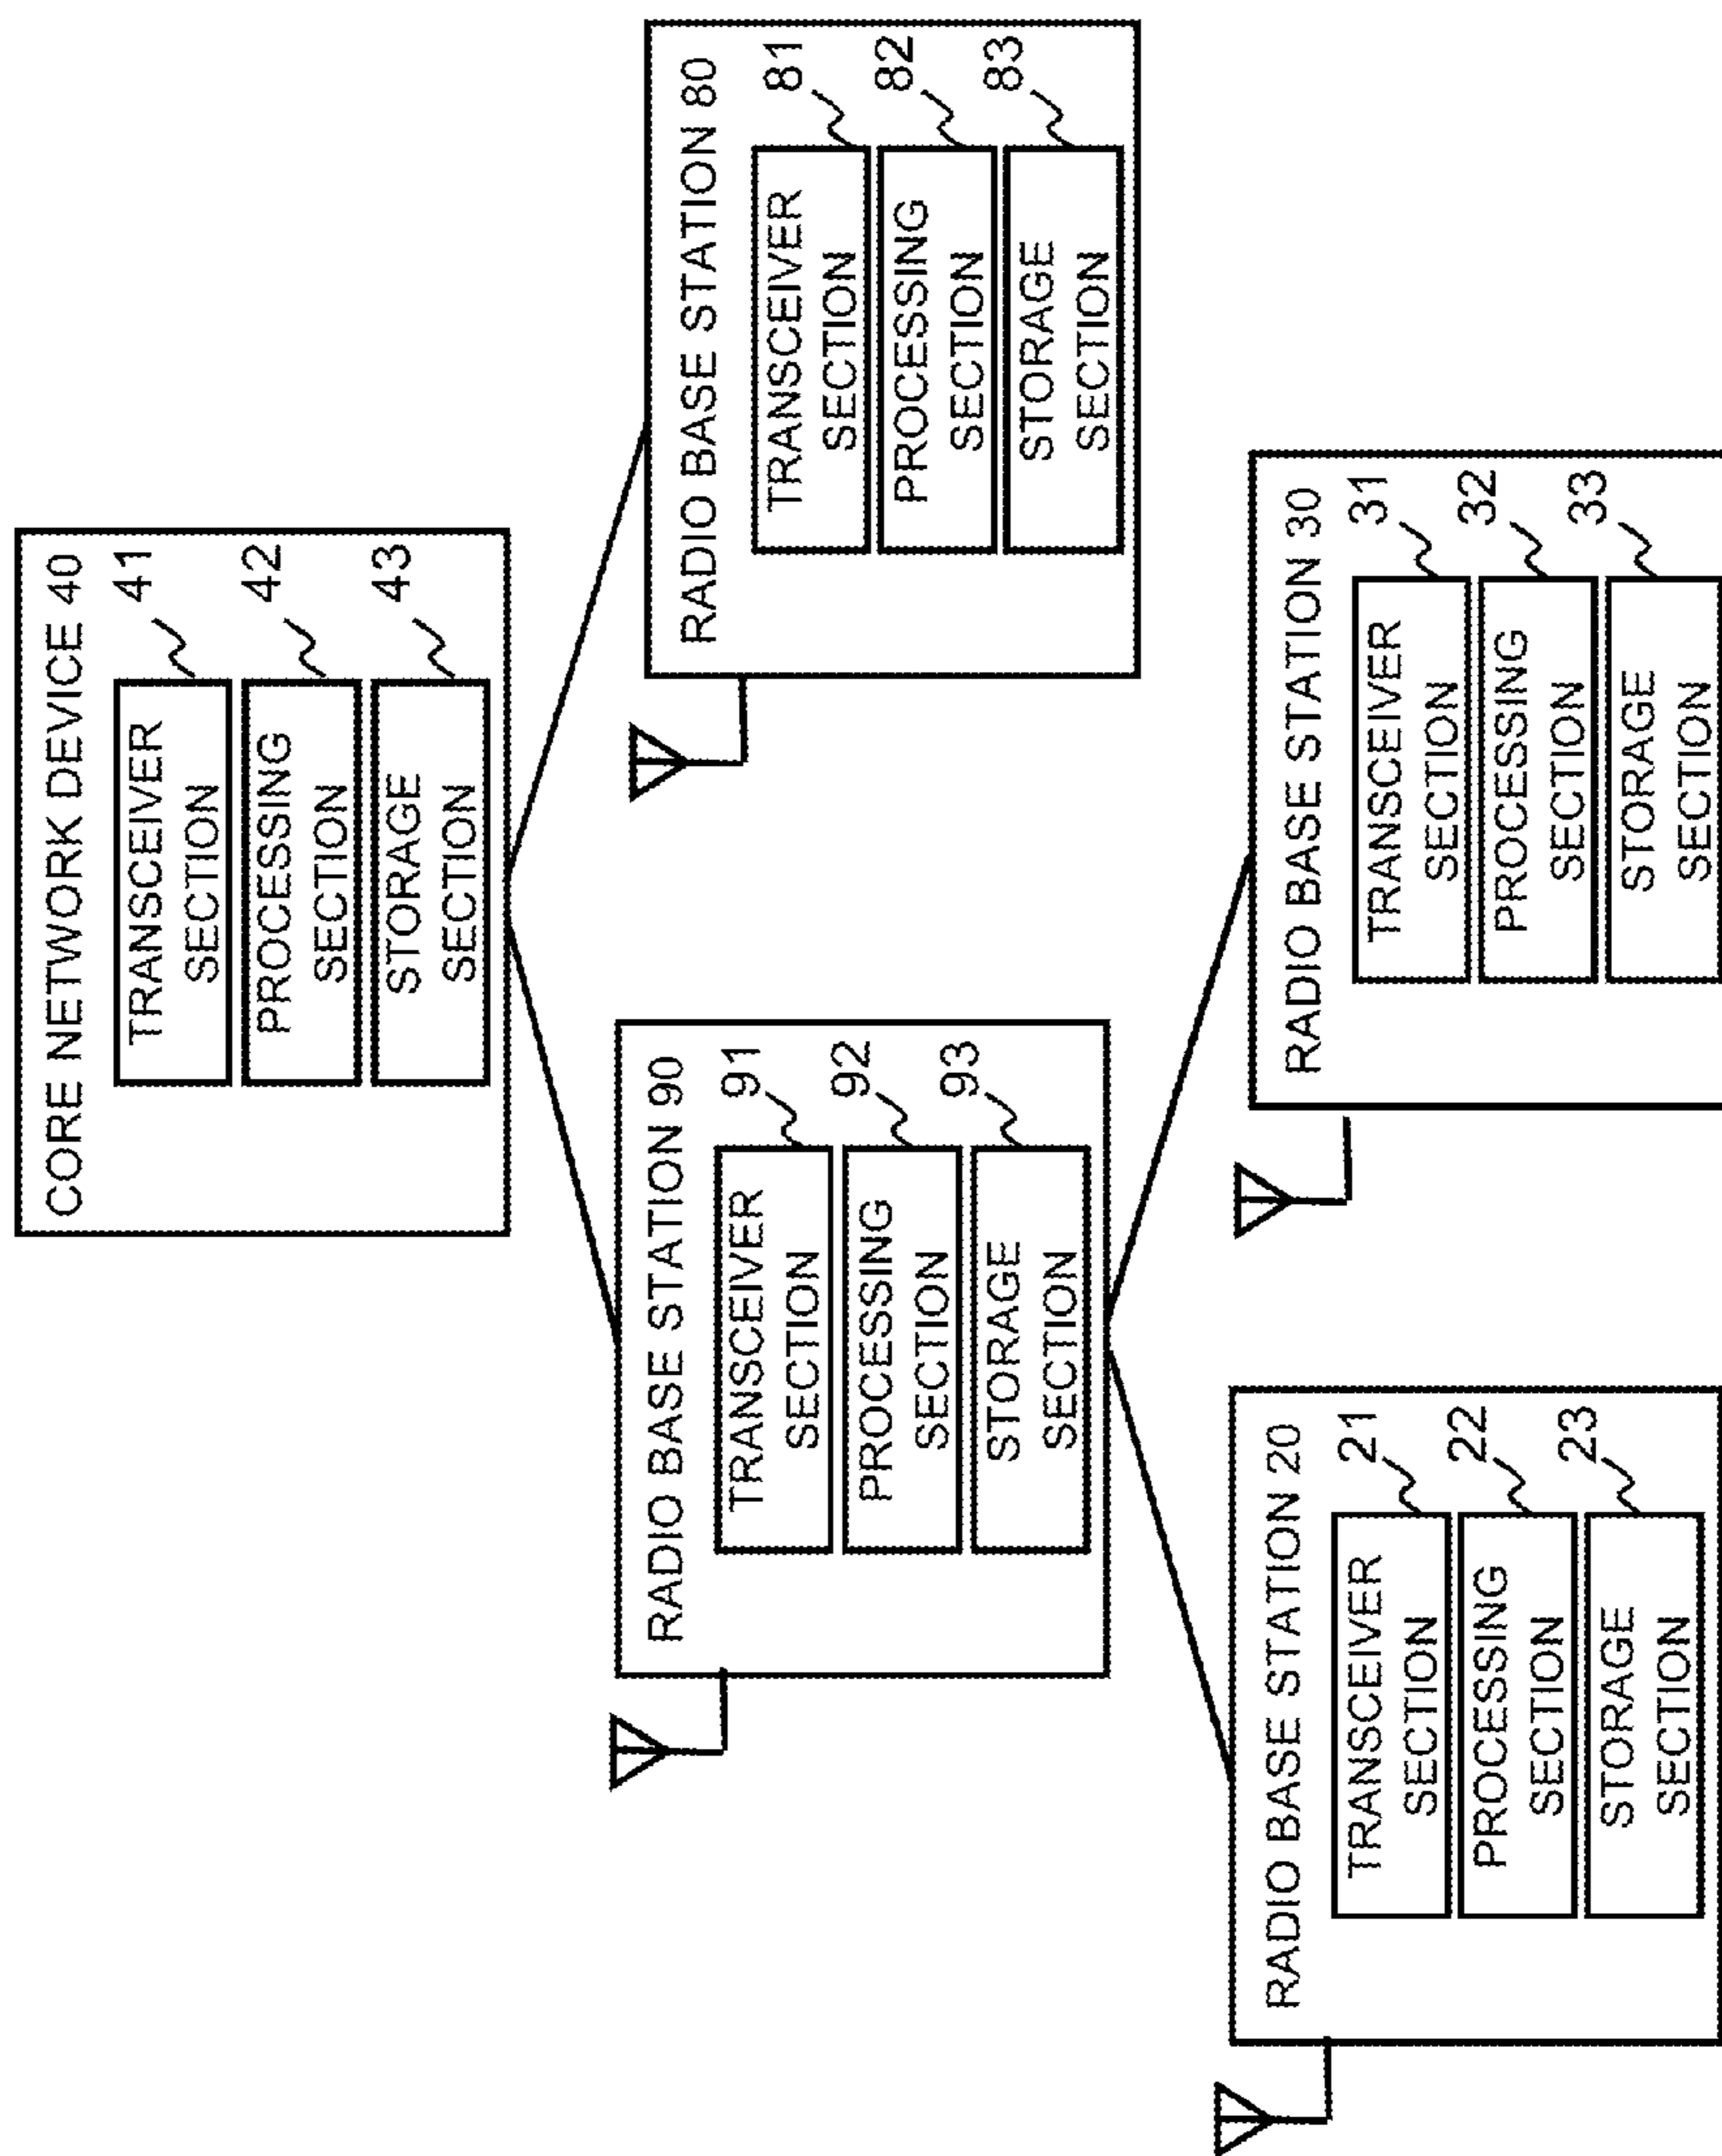 CORE NETWORK DEVICE 40
TRANSCEIVER
SECTION
41
PROCESSING
SECTION
42
STORAGE
SECTION
43
RADIO BASE STATION 90
TRANSCEIVER
SECTION
91
PROCESSING
SECTION
92
STORAGE
SECTION
93
RADIO BASE STATION 80
TRANSCEIVER
SECTION
81
PROCESSING
SECTION
82
STORAGE
SECTION
83
RADIO BASE STATION 20
TRANSCEIVER
SECTION
21
PROCESSING
SECTION
22
STORAGE
SECTION
23
RADIO BASE STATION 30
TRANSCEIVER
SECTION
31
PROCESSING
SECTION
32
STORAGE
SECTION
33